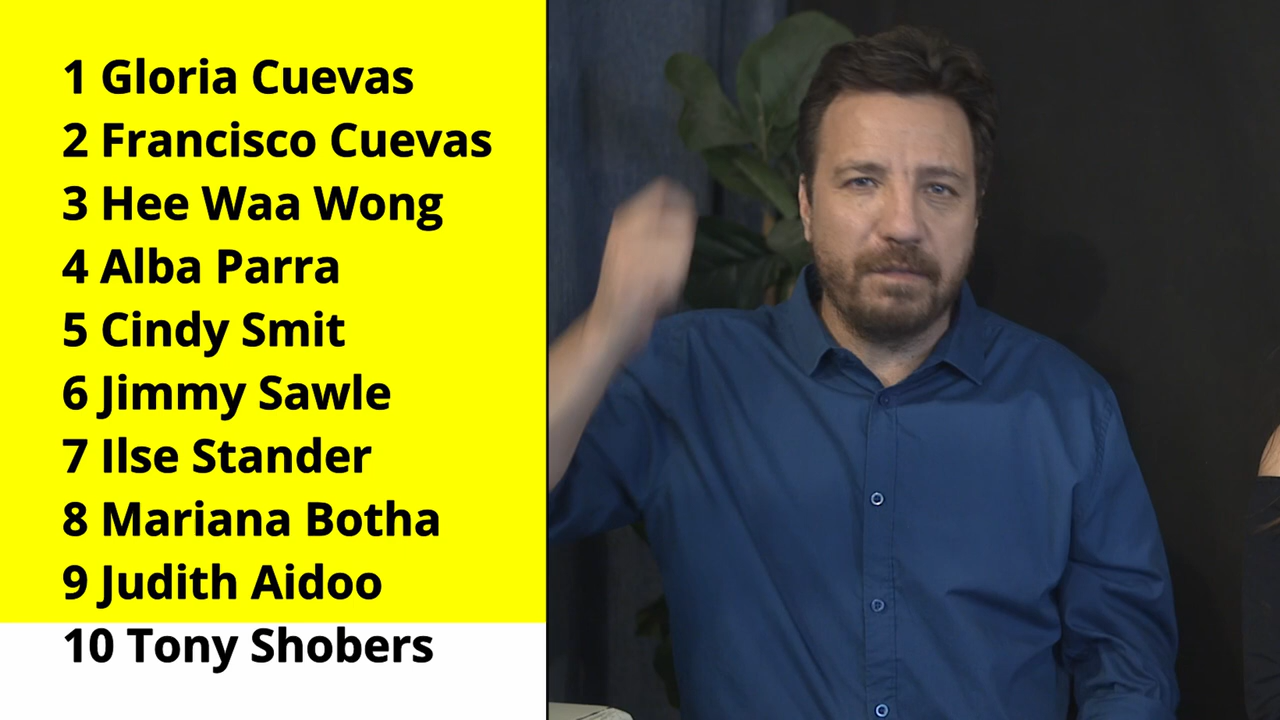 1 Gloria Cuevas
2 Francisco Cuevas
3 Hee Waa Wong
4 Alba Parra
5 Cindy Smit
6 Jimmy Sawle
7 Ilse Stander
8 Mariana Botha
9 Judith Aidoo
10 Tony Shobers